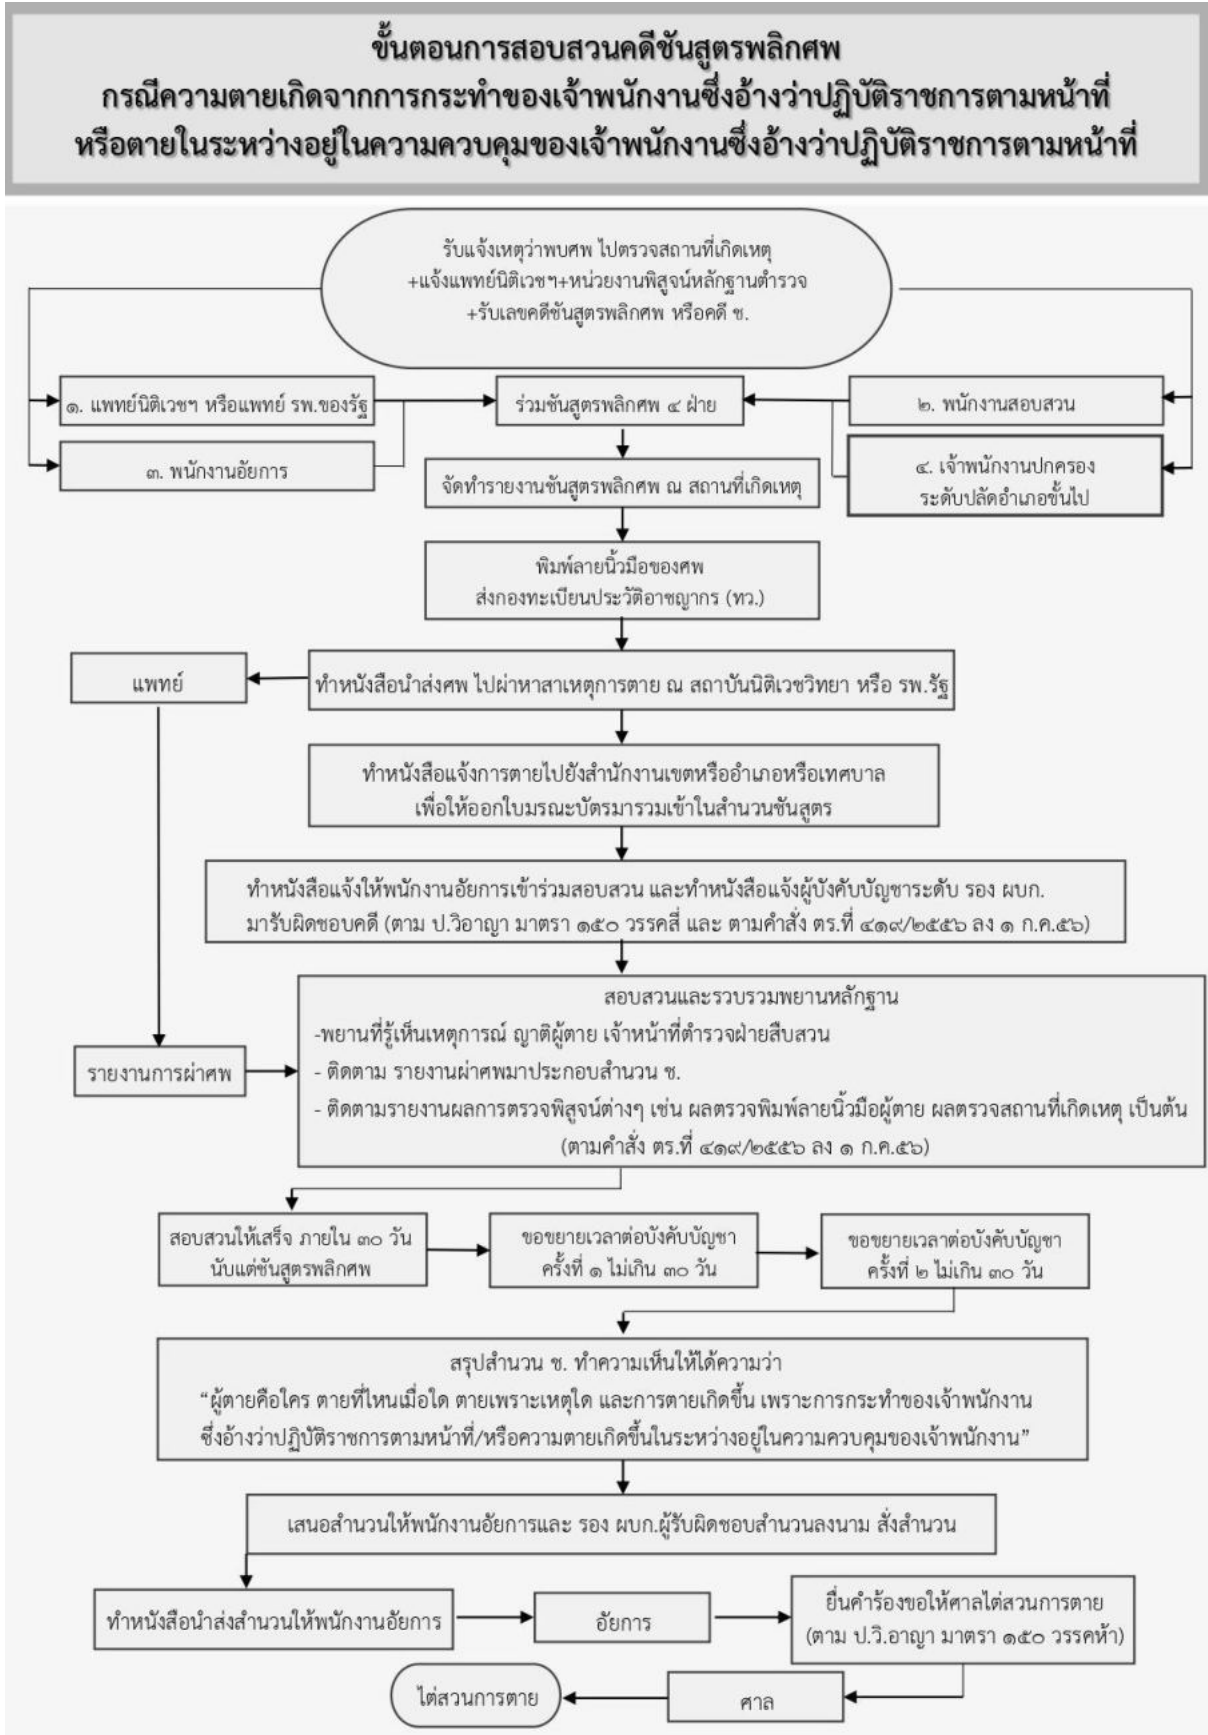 ขั้นตอนการสอบสวนคดีชันสูตรพลิกศพ
กรณีความตายเกิดจากการกระทำของเจ้าพนักงานซึ่งอ้างว่าปฏิบัติราชการตามหน้าที่
หรือตายในระหว่างอยู่ในความควบคุมของเจ้าพนักงานซึ่งอ้างว่าปฏิบัติราชการตามหน้าที่
รับแจ้งเหตุว่าพบศพ ไปตรวจสถานที่เกิดเหตุ
+แจ้งแพทย์นิติเวชฯ+หน่วยงานพิสูจน์หลักฐานตำรวจ
+รับเลขคดีชันสูตรพลิกศพ หรือคดี ช.
๑. แพทย์นิติเวชฯ หรือแพทย์ รพ.ของรัฐ
ร่วมชันสูตรพลิกศพ ๔ ฝ่าย
๒. พนักงานสอบสวน
๓. พนักงานอัยการ
๔. เจ้าพนักงานปกครอง
ระดับปลัดอำเภอขั้นไป
จัดทำรายงานชันสูตรพลิกศพ ณ สถานที่เกิดเหตุ
พิมพ์ลายนิ้วมือของศพ
ส่งกองทะเบียนประวัติอาชญากร (ทว.)
แพทย์
ทำหนังสือนำส่งศพ ไปผ่าหาสาเหตุการตาย ณ สถาบันนิติเวชวิทยา หรือ รพ.รัฐ
ทำหนังสือแจ้งการตายไปยังสำนักงานเขตหรืออำเภอหรือเทศบาล
เพื่อให้ออกใบมรณะบัตรมารวมเข้าในสำนวนชันสูตร
ทำหนังสือแจ้งให้พนักงานอัยการเข้าร่วมสอบสวน และทำหนังสือแจ้งผู้บังคับบัญชาระดับ รอง ผบก.
มารับผิดชอบคดี (ตาม ป.วิอาญา มาตรา ๑๕๐ วรรคสี่ และ ตามคำสั่ง ตร.ที่ ๔๑๙/๒๕๕๖ ลง ๑ ก.ค.๕๖)
สอบสวนและรวบรวมพยานหลักฐาน
-พยานที่รู้เห็นเหตุการณ์ ญาติผู้ตาย เจ้าหน้าที่ตำรวจฝ่ายสืบสวน
รายงานการผ่าศพ
- ติดตาม รายงานผ่าศพมาประกอบสำนวน ช.
- ติดตามรายงานผลการตรวจพิสูจน์ต่างๆ เช่น ผลตรวจพิมพ์ลายนิ้วมือผู้ตาย ผลตรวจสถานที่เกิดเหตุ เป็นต้น
(ตามคำสั่ง ตร.ที่ ๔๑๙/๒๕๕๖ ลง ๑ ก.ค.๕๖)
สอบสวนให้เสร็จ ภายใน ๓๐ วัน
นับแต่ชันสูตรพลิกศพ
ขอขยายเวลาต่อบังคับบัญชา
ครั้งที่ ๑ ไม่เกิน ๓๐ วัน
ขอขยายเวลาต่อบังคับบัญชา
ครั้งที่ ๒ ไม่เกิน ๓๐ วัน
สรุปสำนวน ช. ทำความเห็นให้ได้ความว่า
“ผู้ตายคือใคร ตายที่ไหนเมื่อใด ตายเพราะเหตุใด และการตายเกิดขึ้น เพราะการกระทำของเจ้าพนักงาน
ซึ่งอ้างว่าปฏิบัติราชการตามหน้าที่/หรือความตายเกิดขึ้นในระหว่างอยู่ในความควบคุมของเจ้าพนักงาน”
เสนอสำนวนให้พนักงานอัยการและ รอง ผบก.ผู้รับผิดชอบสำนวนลงนาม สั่งสำนวน
ทำหนังสือนำส่งสำนวนให้พนักงานอัยการ
อัยการ
ยื่นคำร้องขอให้ศาลไต่สวนการตาย
(ตาม ป.วิ.อาญา มาตรา ๑๕๐ วรรคห้า)
ไต่สวนการตาย
ศาล